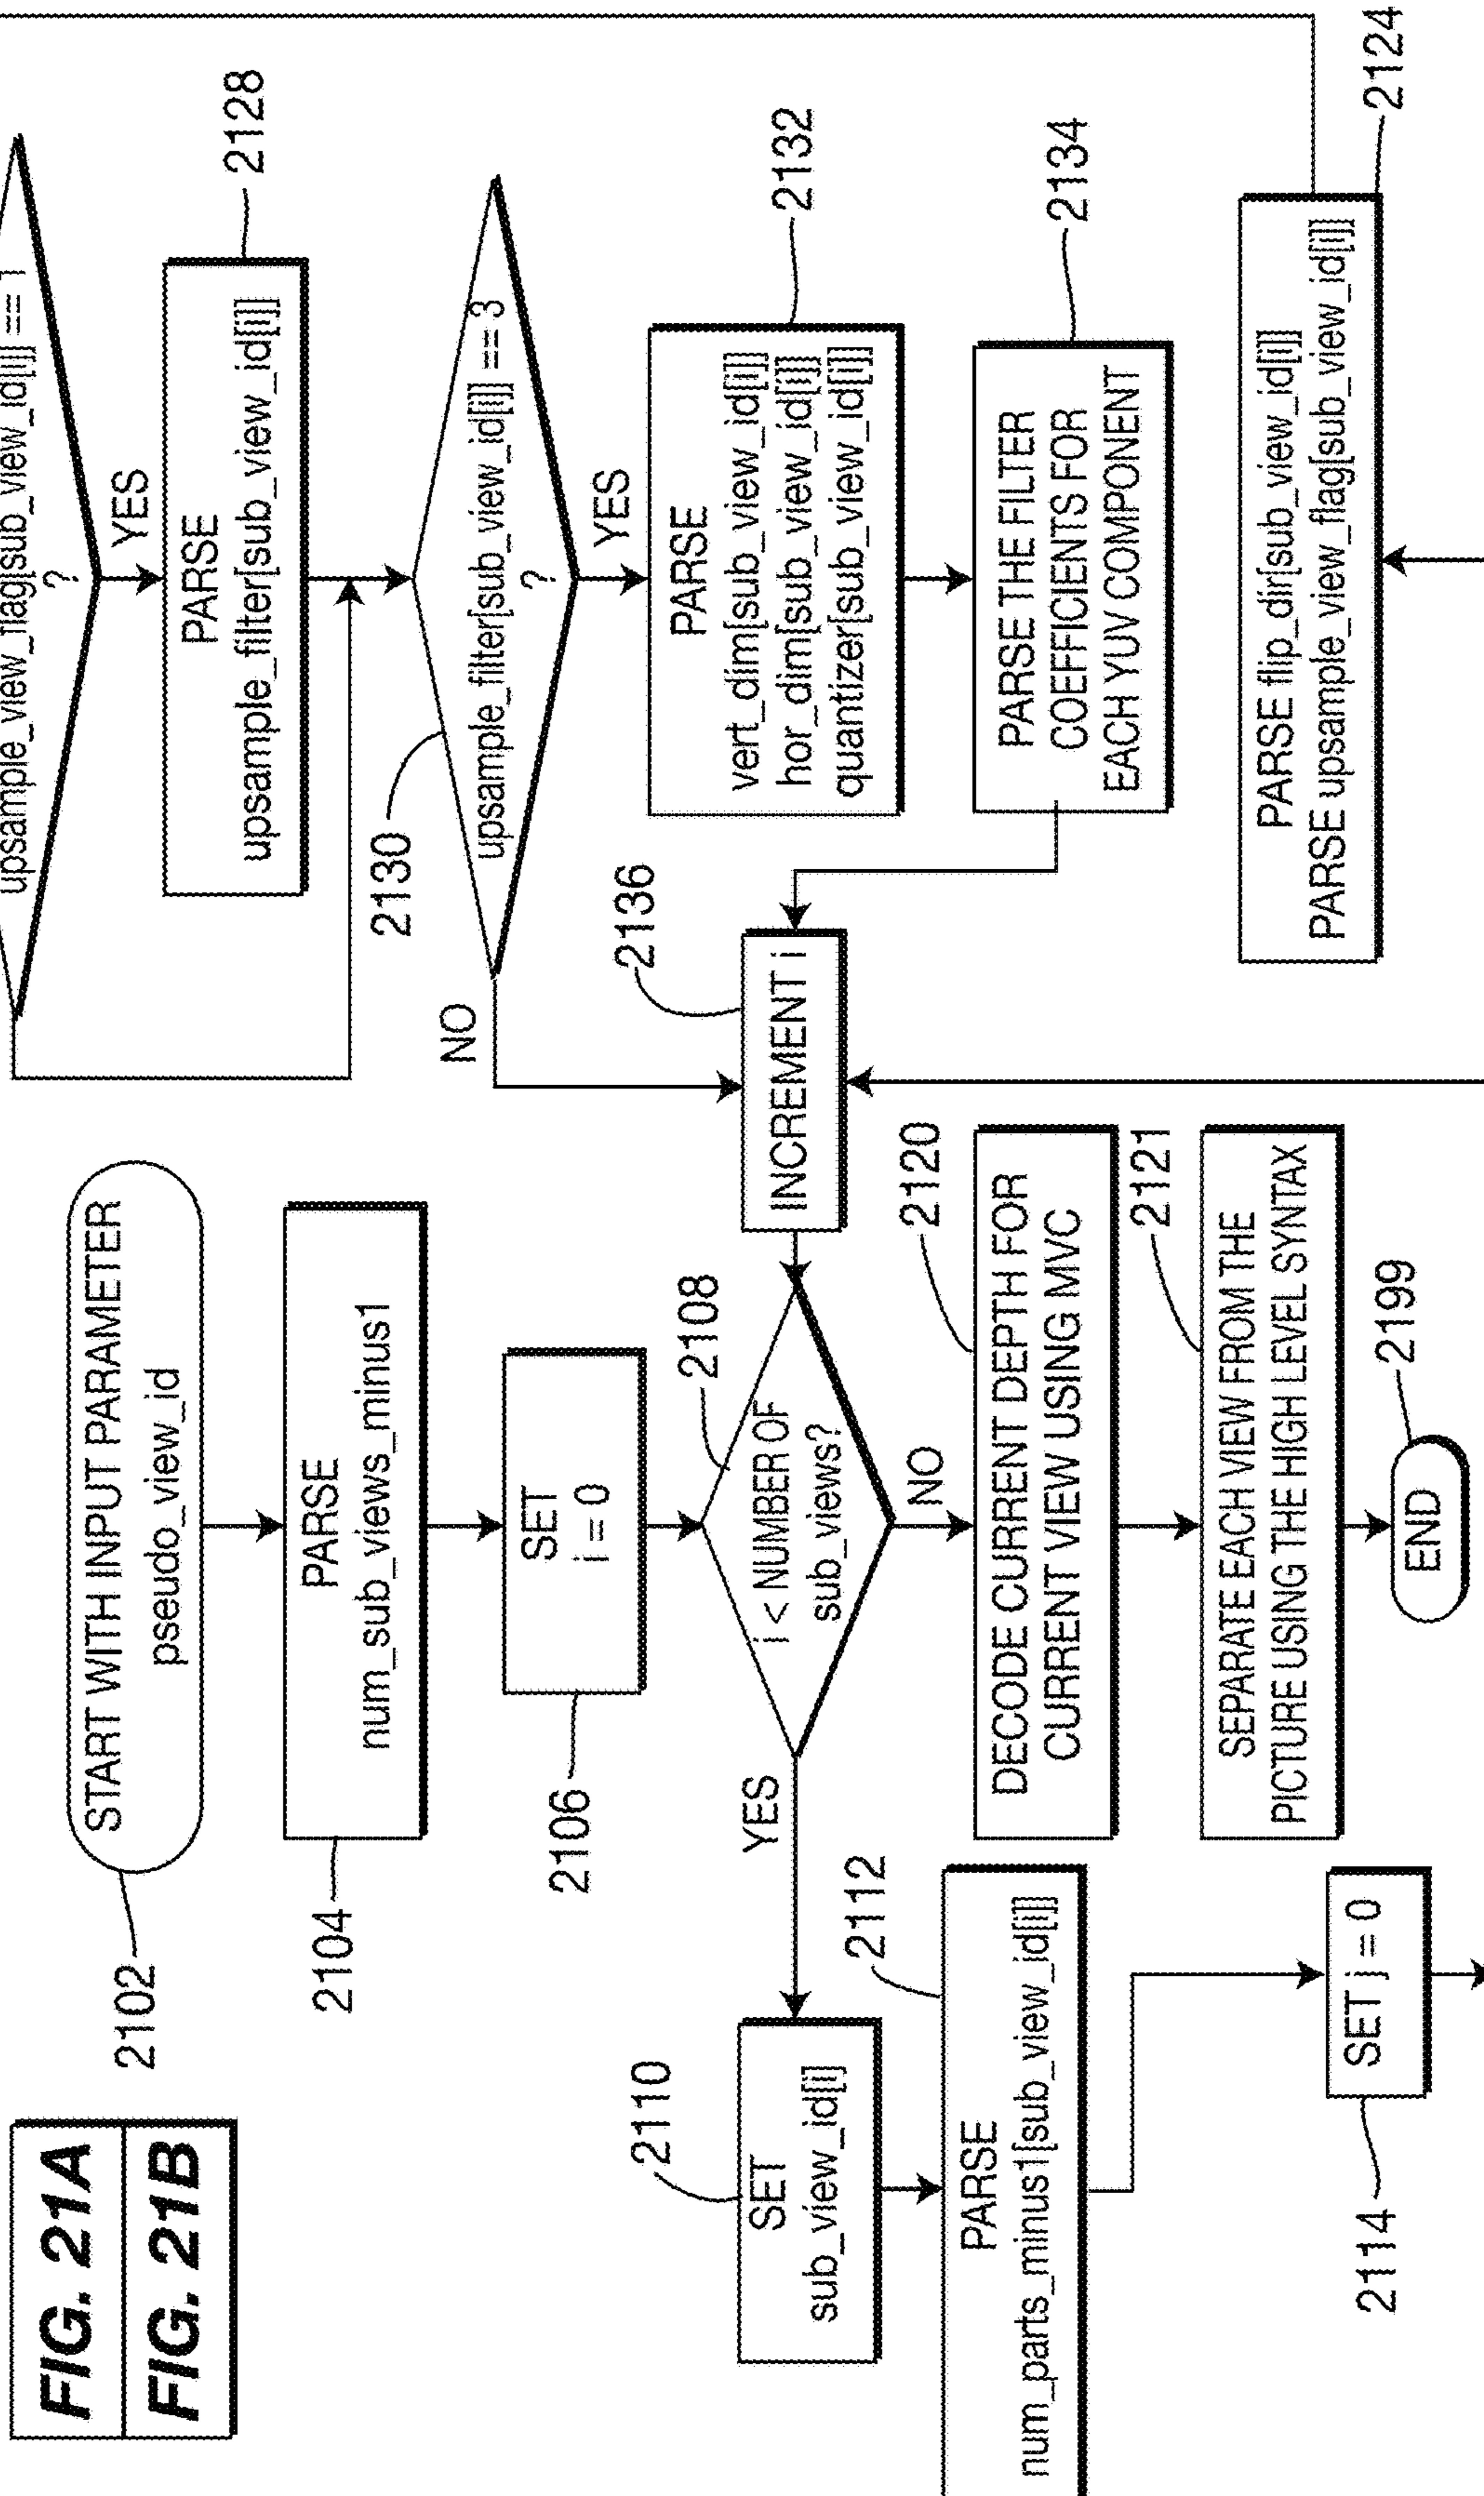 FIG. 21A
FIG. 21B
2102
START WITH INPUT PARAMETER
pseudo_view_id
2104
PARSE
num_sub_views_minus1
2106
SET
i = 0
2108
i < NUMBER OF
sub_views?
YES
NO
2110
SET
sub_view_id[i]
2112
PARSE
num_parts_minus1[sub_view_id[i]]
2114
SET j = 0
2120
DECODE CURRENT DEPTH FOR
CURRENT VIEW USING MVC
2121
SEPARATE EACH VIEW FROM THE
PICTURE USING THE HIGH LEVEL SYNTAX
2199
END
upsample_view_flag[sub_view_id[i]] == 1
?
YES
2128
PARSE
upsample_filter[sub_view_id[i]]
2130
upsample_filter[sub_view_id[i]] == 3
?
NO
YES
2132
PARSE
vert_dim[sub_view_id[i]]
hor_dim[sub_view_id[i]]
quantizer[sub_view_id[i]]
2134
PARSE THE FILTER
COEFFICIENTS FOR
EACH YUV COMPONENT
2136
INCREMENT i
2124
PARSE flip_dir[sub_view_id[i]]
PARSE upsample_view_flag[sub_view_id[i]]